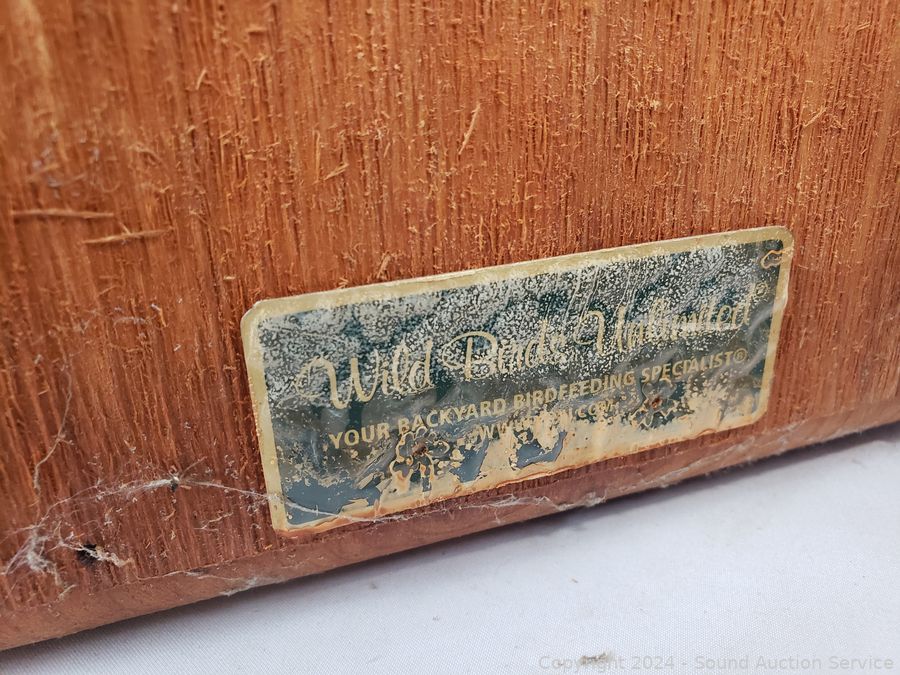 Wild Birds Unlimited®
YOUR BACKYARD BIRDFEEDING SPECIALIST®
Copyright © 2024 - Sound Auction Service